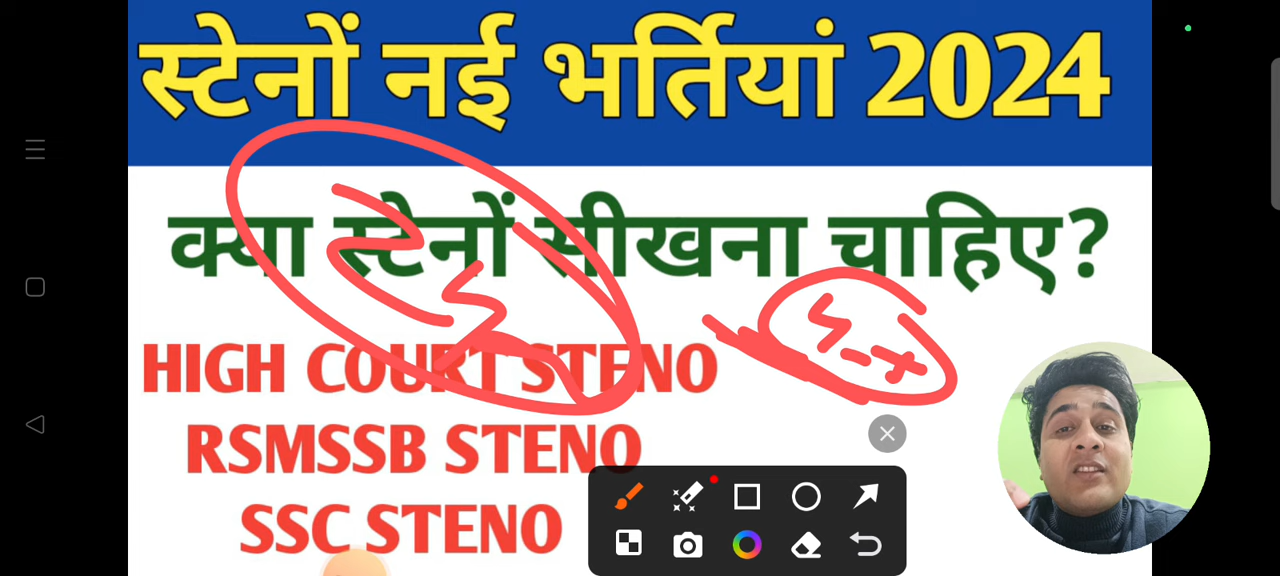 स्टेनों नई भर्तियां 2024
क्या स्टेनों सीखना चाहिए?
HIGH COURT STENO
RSMSSB STENO
SSC STENO